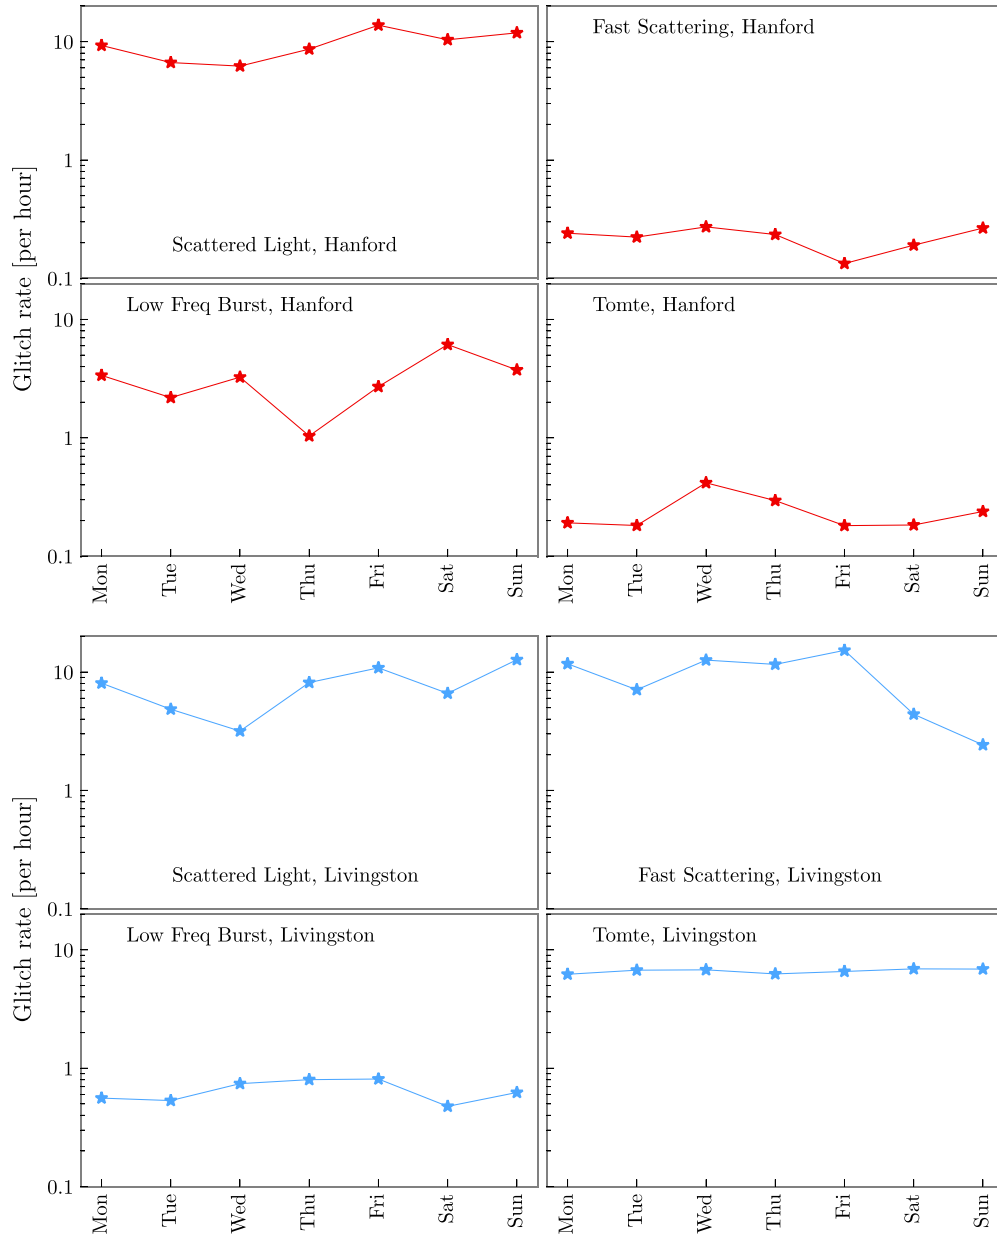 Glitch rate [per hour]
10
1
0.1
Scattered Light, Hanford
Fast Scattering, Hanford
10
1
0.1
Low Freq Burst, Hanford
Tomte, Hanford
Mon Tue Wed Thu Fri Sat Sun
Mon Tue Wed Thu Fri Sat Sun
Glitch rate [per hour]
10
1
0.1
Scattered Light, Livingston
Fast Scattering, Livingston
10
1
0.1
Low Freq Burst, Livingston
Tomte, Livingston
Mon Tue Wed Thu Fri Sat Sun
Mon Tue Wed Thu Fri Sat Sun